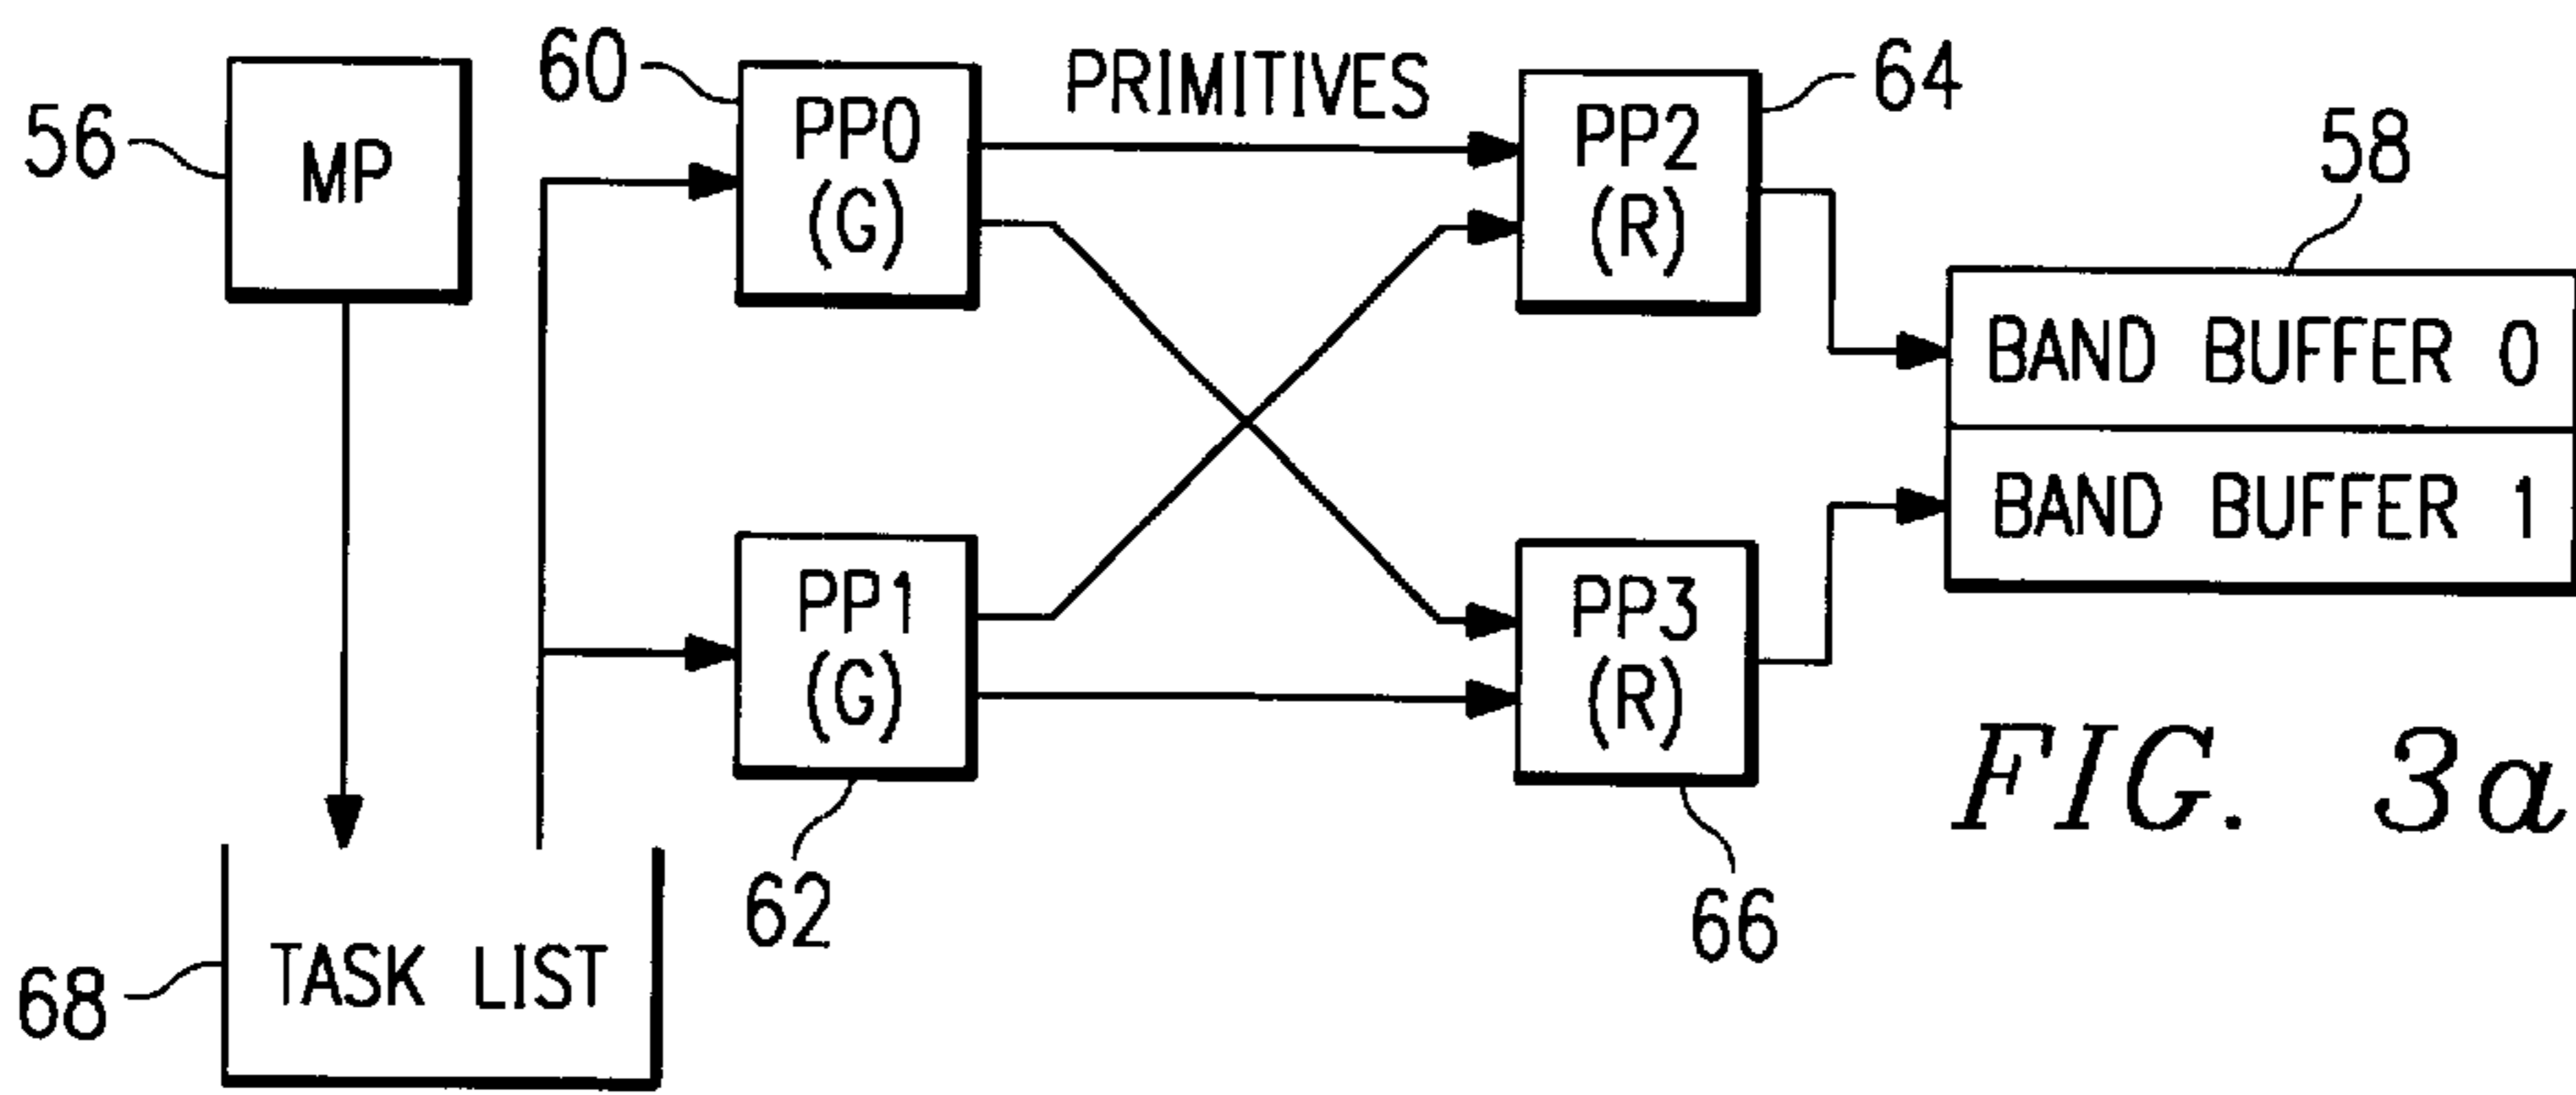 56
MP
60
PP0
(G)
PRIMITIVES
PP2
(R)
64
58
BAND BUFFER 0
BAND BUFFER 1
PP1
(G)
62
PP3
(R)
66
68
TASK LIST
FIG. 3a